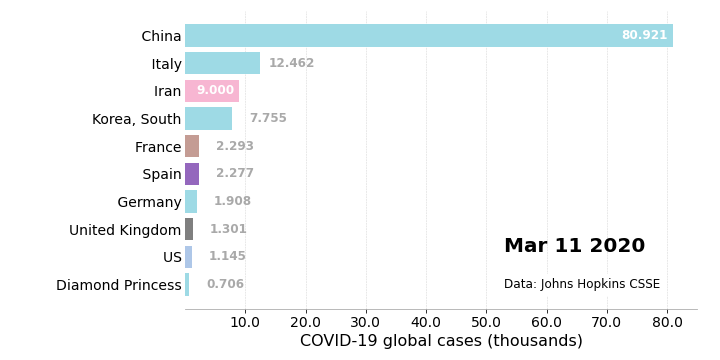 China 80.921
Italy 12.462
Iran 9.000
Korea, South 7.755
France 2.293
Spain 2.277
Germany 1.908
United Kingdom 1.301
US 1.145
Diamond Princess 0.706
Mar 11 2020
Data: Johns Hopkins CSSE
10.0 20.0 30.0 40.0 50.0 60.0 70.0 80.0
COVID-19 global cases (thousands)